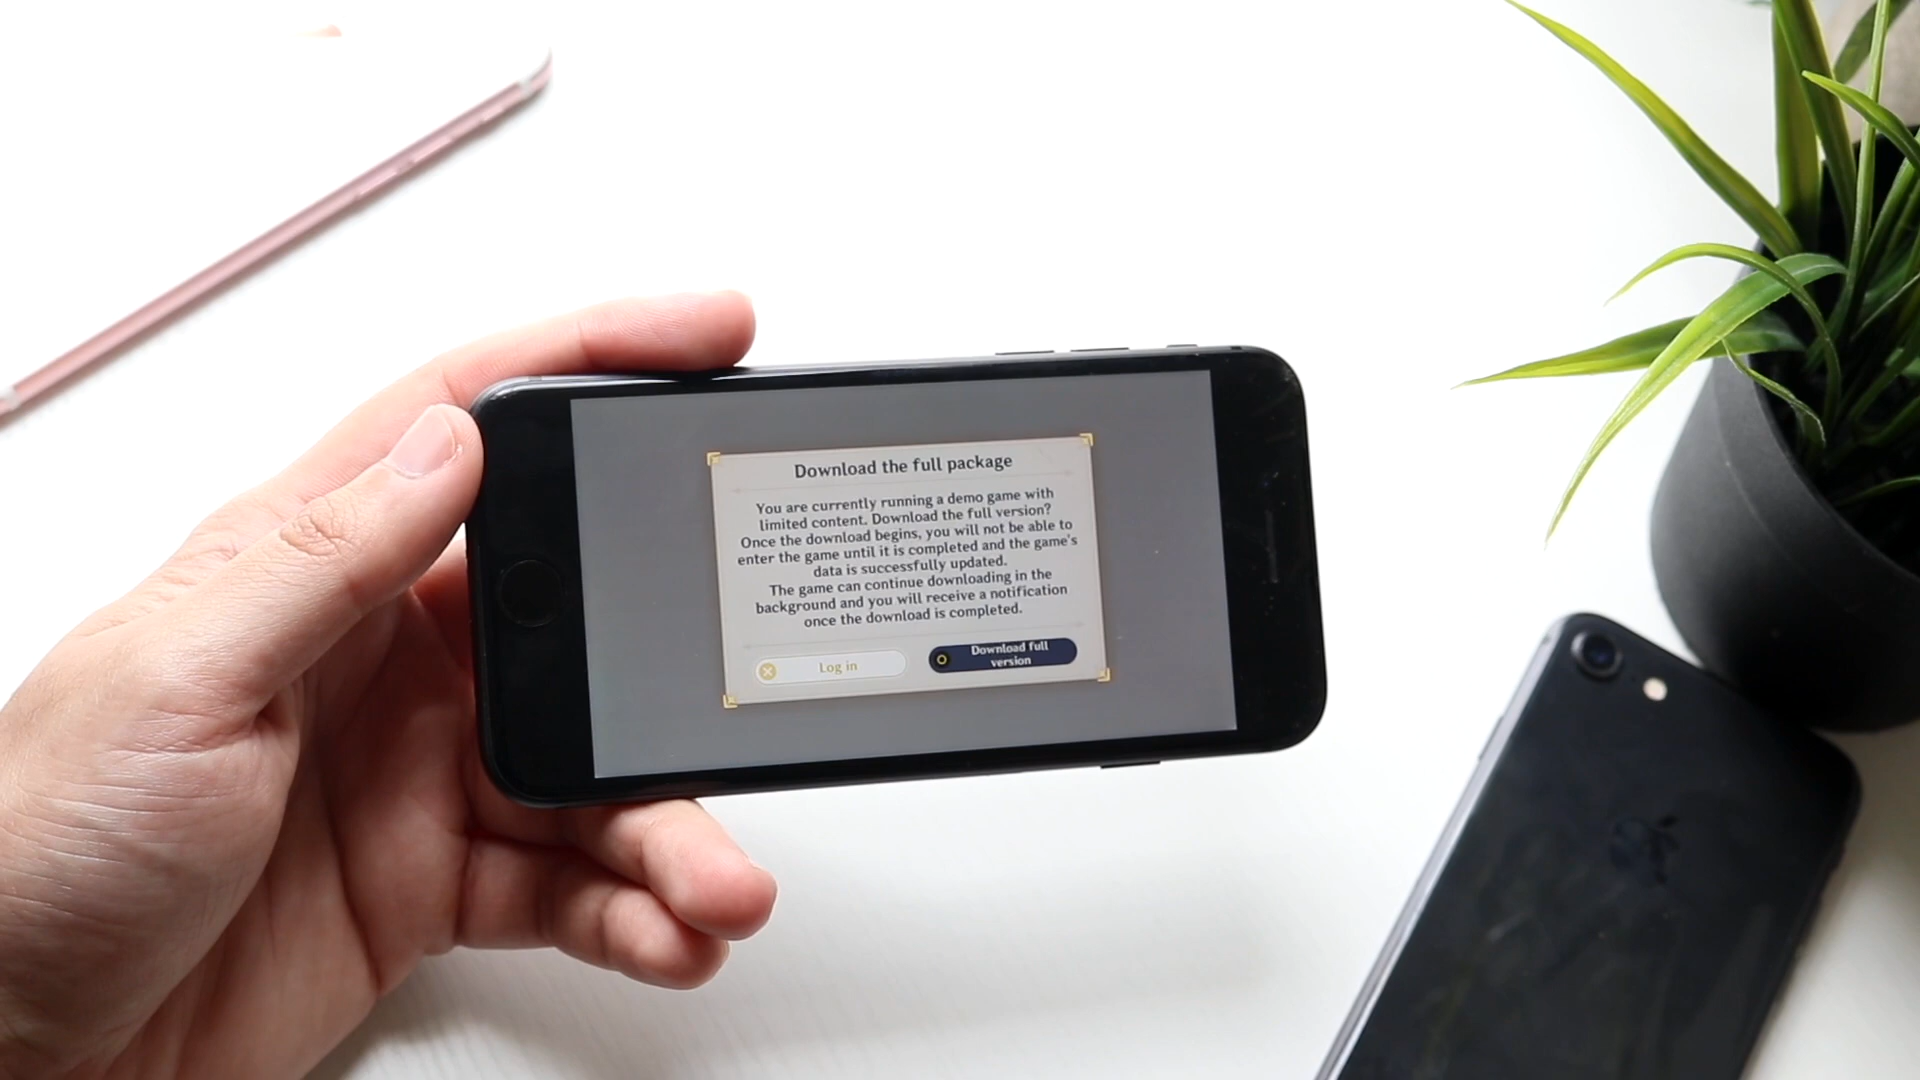 Download the full package
You are currently running a demo game with
limited content. Download the full version?
Once the download begins, you will not be able to
enter the game until it is completed and the game's
data is successfully updated.
The game can continue downloading in the
background and you will receive a notification
once the download is completed.
Log in
Download full
version